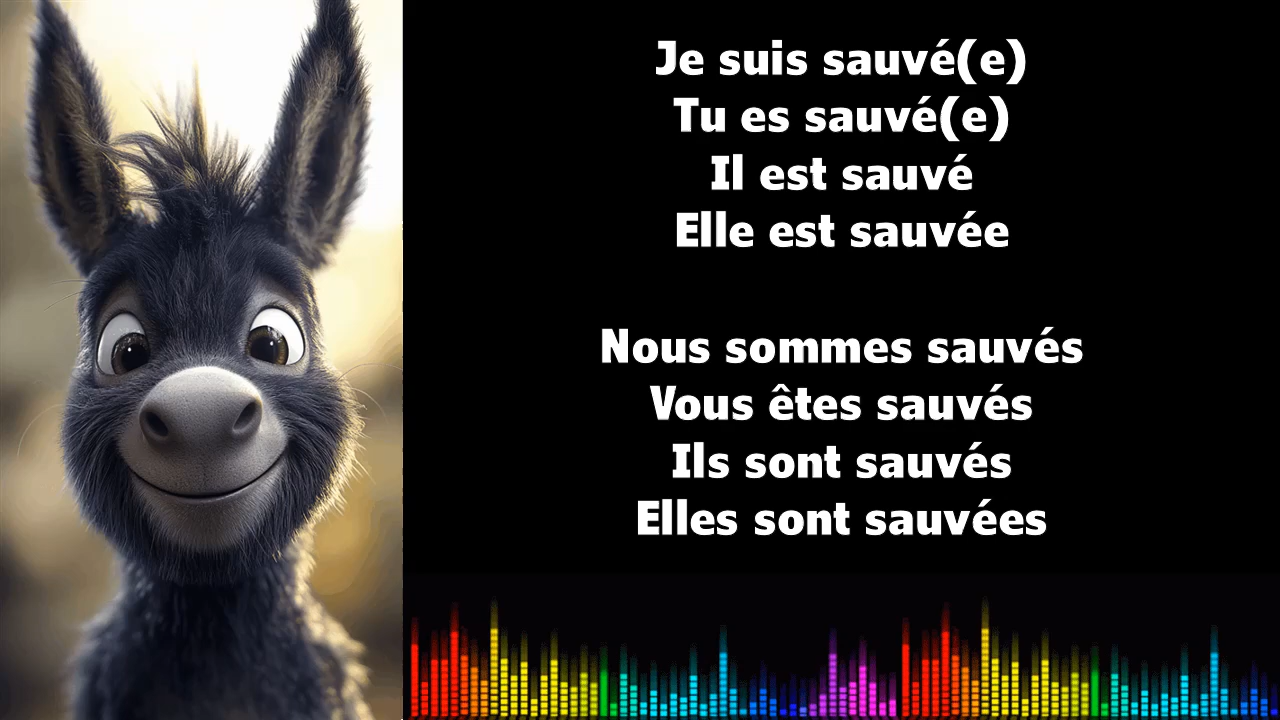 Je suis sauvé(e)
Tu es sauvé(e)
Il est sauvé
Elle est sauvée
Nous sommes sauvés
Vous êtes sauvés
Ils sont sauvés
Elles sont sauvées